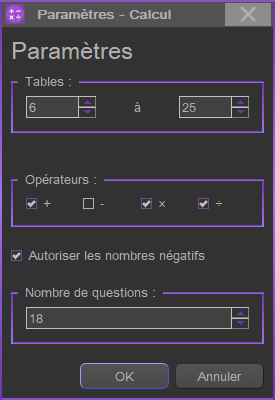 Paramètres - Calcul
Paramètres
Tables :
6 à 25
Opérateurs :
+ - × ÷
Autoriser les nombres négatifs
Nombre de questions :
18
OK Annuler